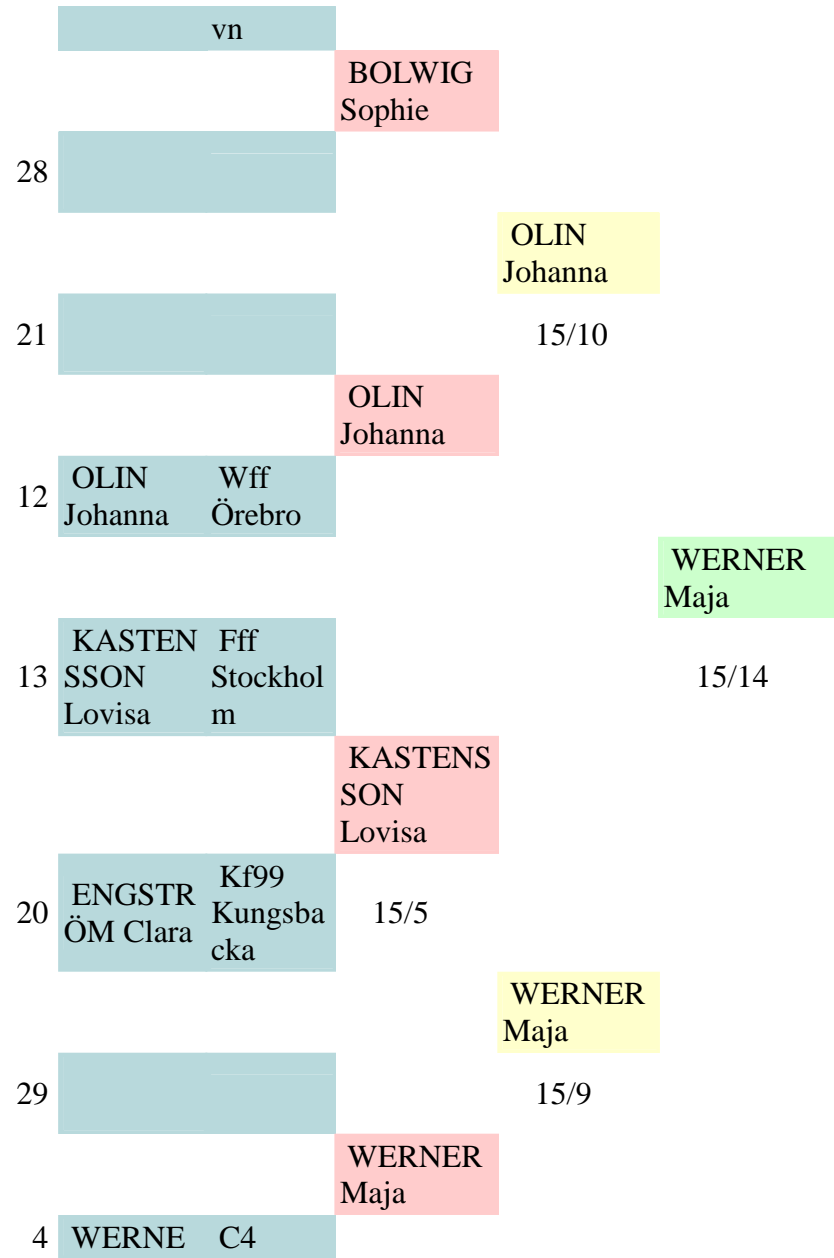 vn
BOLWIG
Sophie
28
OLIN
Johanna
21
15/10
OLIN
Johanna
12
OLIN
Johanna
Wff
Örebro
WERNER
Maja
13
KASTEN
SSON
Lovisa
Fff
Stockhol
m
15/14
KASTENS
SON
Lovisa
20
ENGSTR
ÖM Clara
Kf99
Kungsba
cka
15/5
WERNER
Maja
29
15/9
WERNER
Maja
4
WERNE
C4